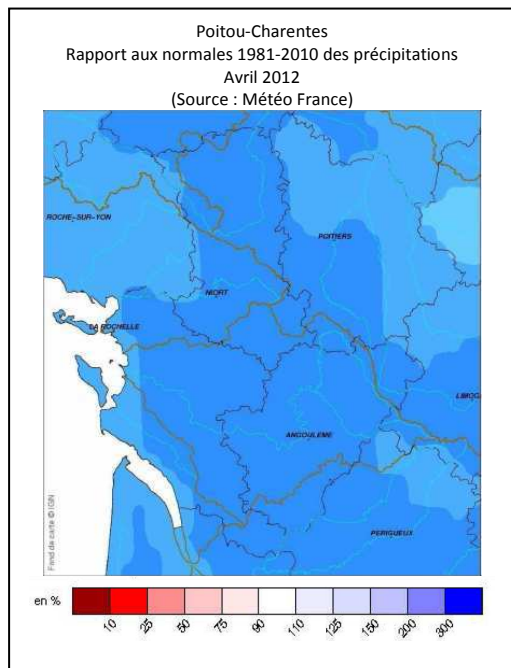 Poitou-Charentes
Rapport aux normales 1981-2010 des précipitations
Avril 2012
(Source : Météo France)
ROCHE-SUR-YON
POITIERS
NIORT
LA ROCHELLE
LIMOG
ANGOULEME
PERIGUEUX
Fond de carte © IGN
en %
10 25 50 75 90 110 125 150 200 300